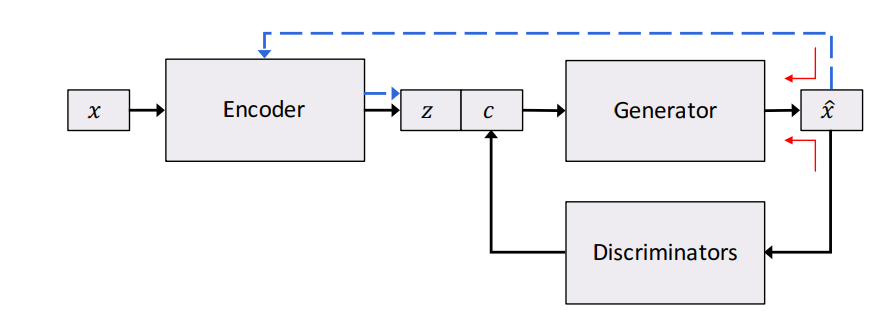 x
Encoder
z
c
Generator
x̂
Discriminators